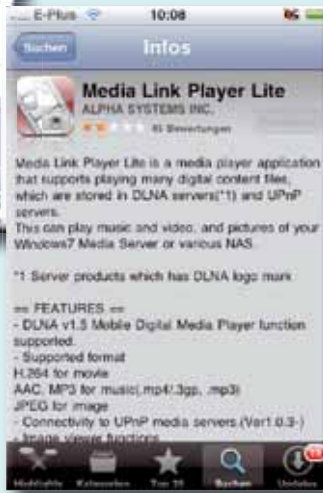 E-Plus 10:08
Suchen Infos
Media Link Player Lite
ALPHA SYSTEMS INC.
Bewertungen
Media Link Player Lite is a media player application
that supports playing many digital content files,
which are stored in DLNA servers(*1) and UPnP
servers.
This can play music and video, and pictures of your
Windows7 Media Server or various NAS.
*1 Server products which has DLNA logo mark
== FEATURES ==
- DLNA v1.5 Mobile Digital Media Player function
supported.
- Supported format
H.264 for movie
AAC, MP3 for music(.mp4/.3gp, .mp3)
JPEG for image
- Connectivity to UPnP media servers.(Ver1.0.3-)
- Image viewer functions
Highlights Kategorien Top 25 Suchen Updates